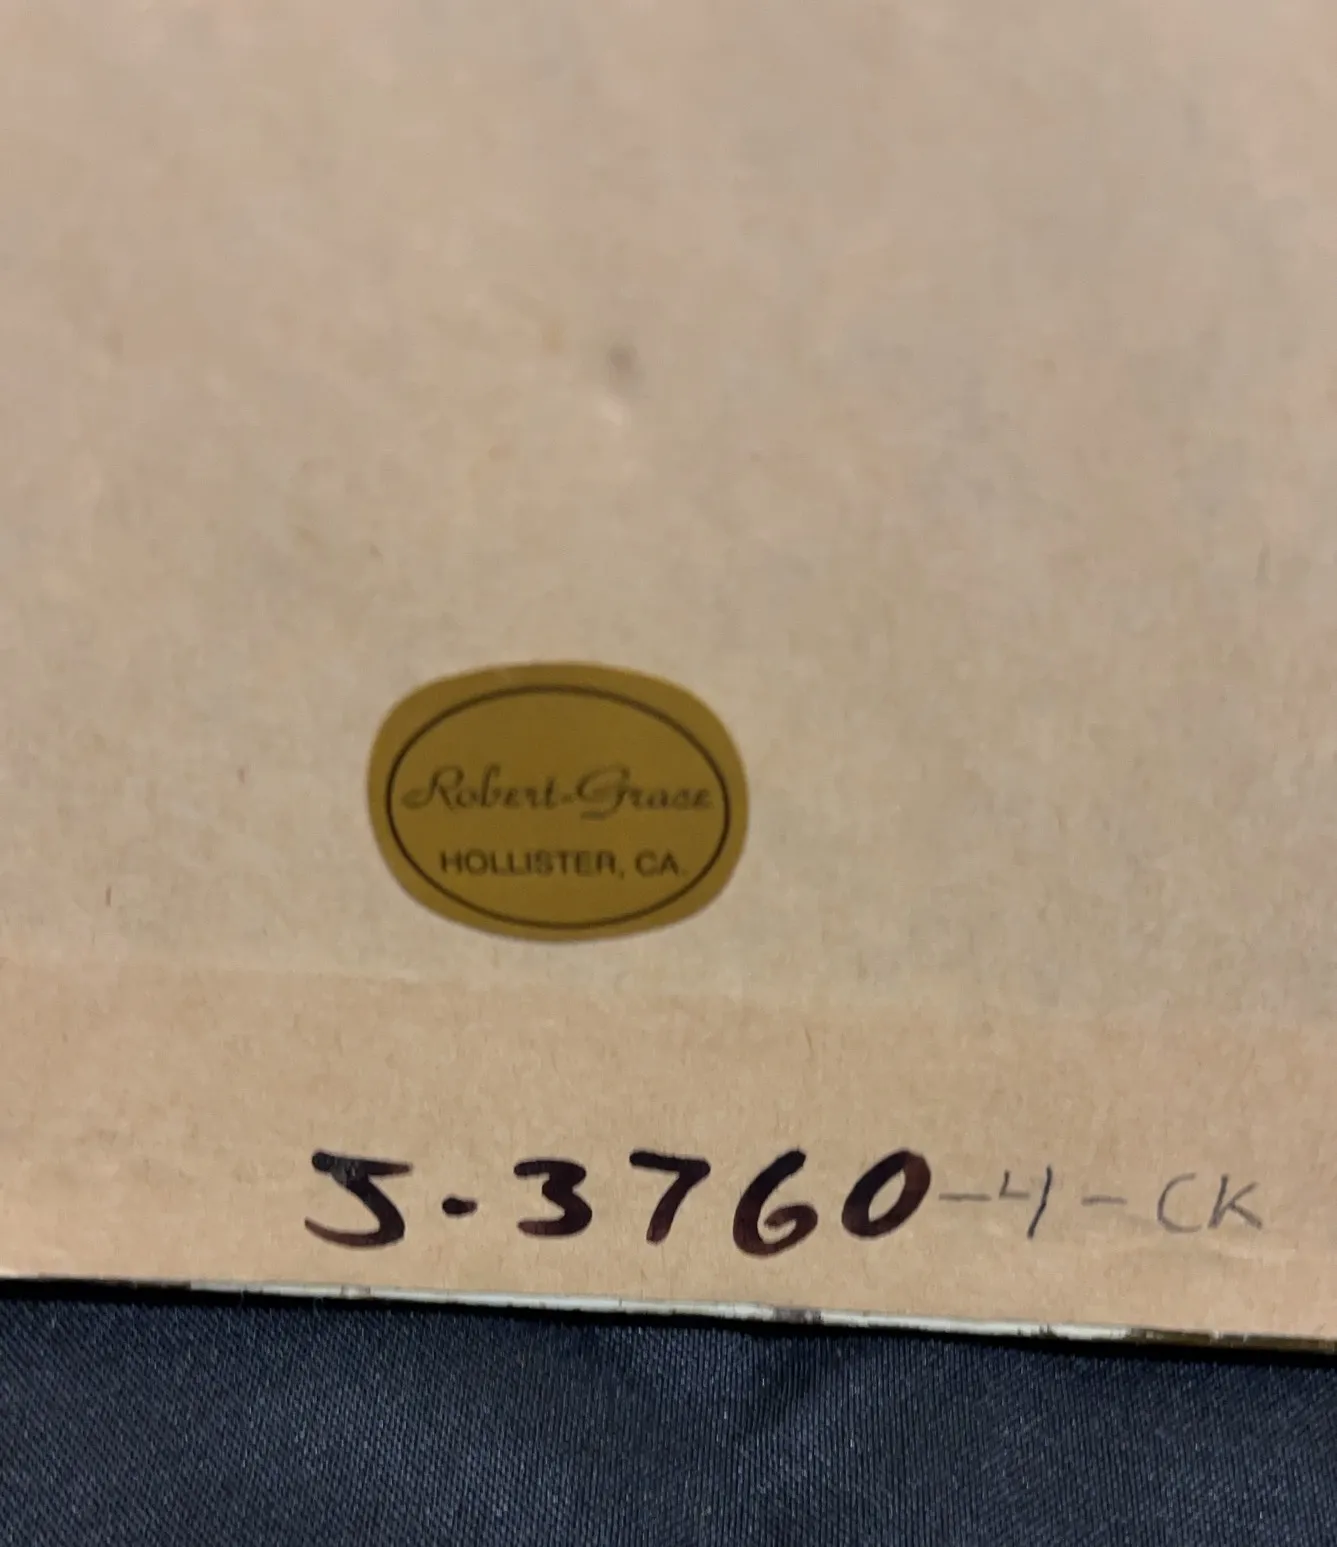 Robert-Grace
HOLLISTER, CA.
5-3760-4-CK